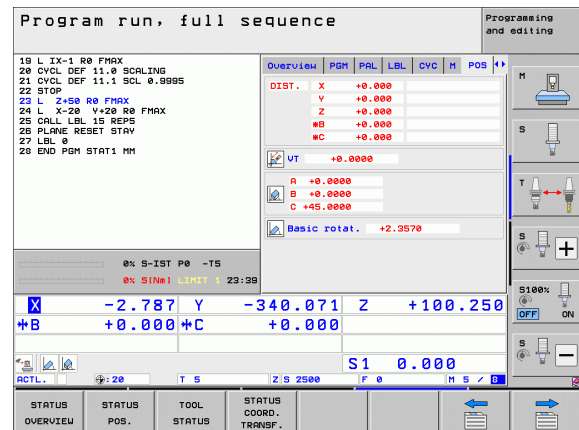 Program run, full sequence
Programming and editing
19 L IX-1 R0 FMAX
20 CYCL DEF 11.0 SCALING
21 CYCL DEF 11.1 SCL 0.9995
22 STOP
23 L Z+50 R0 FMAX
24 L X-20 Y+20 R0 FMAX
25 CALL LBL 15 REP5
26 PLANE RESET STAY
27 LBL 0
28 END PGM STAT1 MM
Overview PGM PAL LBL CYC M POS
DIST. X +0.000
Y +0.000
Z +0.000
*B +0.000
*C +0.000
VT +0.0000
A +0.0000
B +0.0000
C +45.0000
Basic rotat. +2.3570
0% S-IST P0 -T5
0% S[Nm] LIMIT 1 23:39
X -2.787 Y -340.071 Z +100.250
*B +0.000 *C +0.000
S1 0.000
ACTL. :20 T 5 Z S 2500 F 0 M 5 / 8
M
S
T
S +
S100%
OFF ON
S −
STATUS OVERVIEW
STATUS POS.
TOOL STATUS
STATUS COORD. TRANSF.